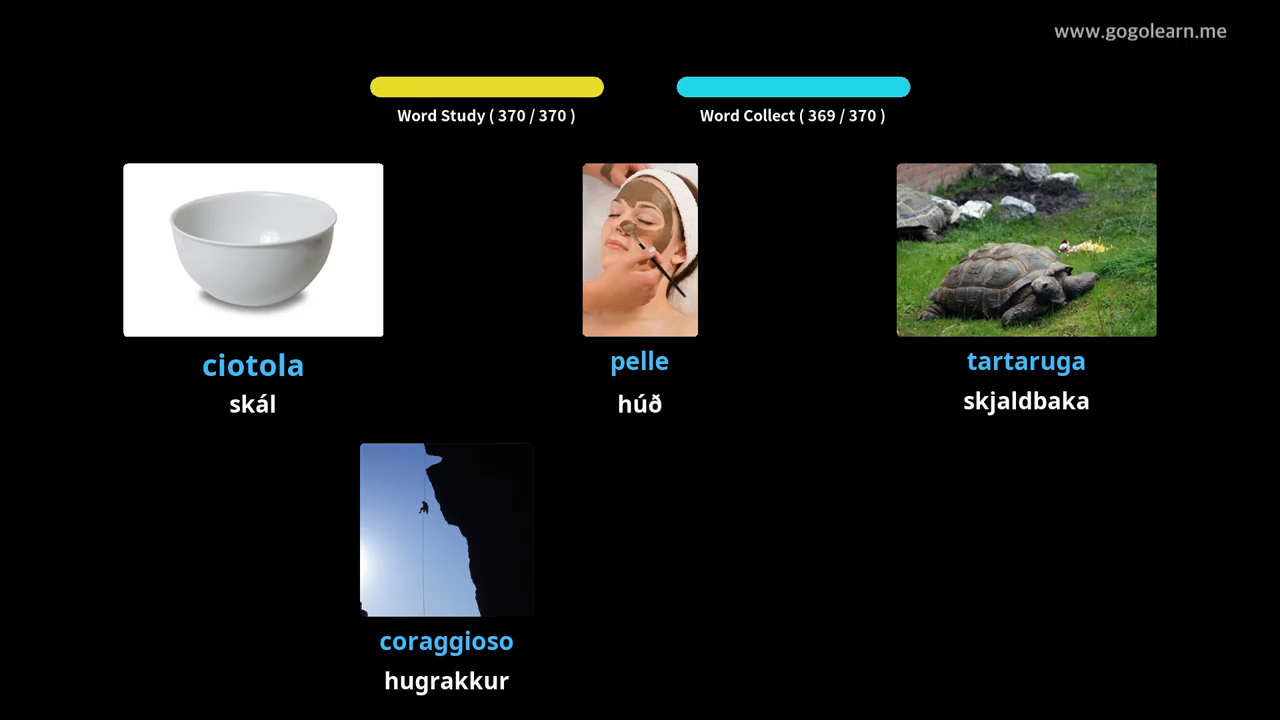 www.gogolearn.me
Word Study ( 370 / 370 )
Word Collect ( 369 / 370 )
ciotola
skál
pelle
húð
tartaruga
skjaldbaka
coraggioso
hugrakkur